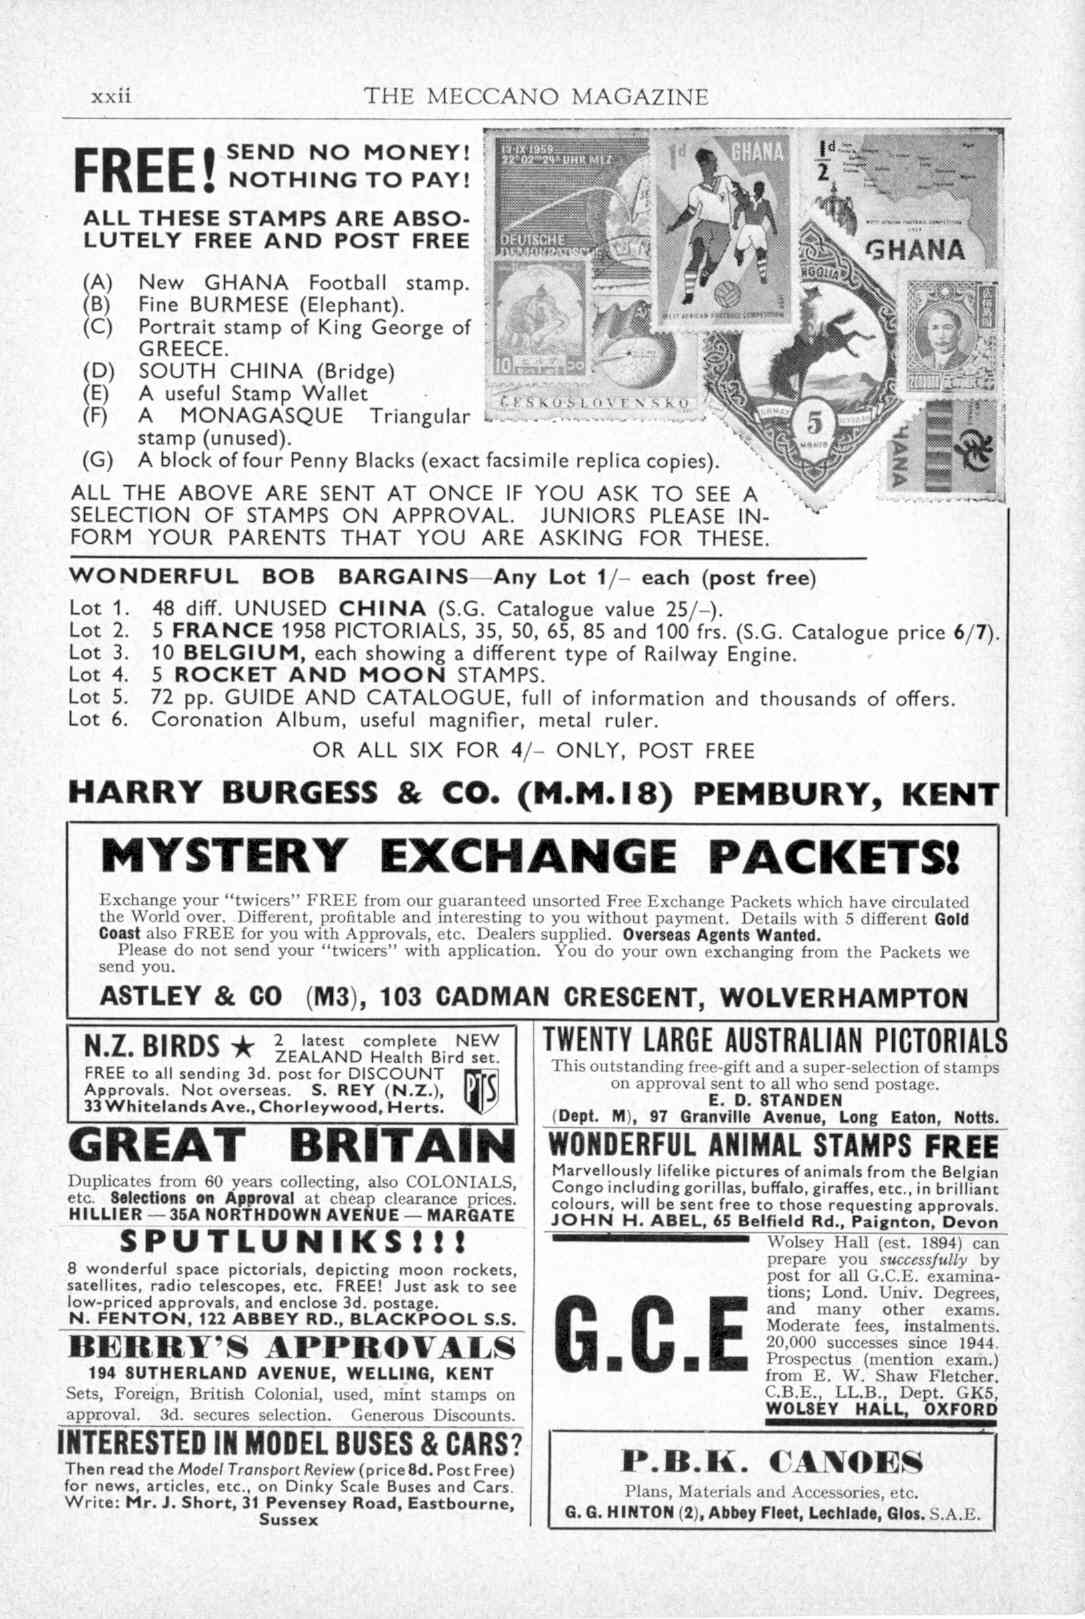 xxii
THE MECCANO MAGAZINE
FREE!
SEND NO MONEY!
NOTHING TO PAY!
ALL THESE STAMPS ARE ABSO-
LUTELY FREE AND POST FREE
(A) New GHANA Football stamp.
(B) Fine BURMESE (Elephant).
(C) Portrait stamp of King George of
GREECE.
(D) SOUTH CHINA (Bridge)
(E) A useful Stamp Wallet
(F) A MONAGASQUE Triangular
stamp (unused).
(G) A block of four Penny Blacks (exact facsimile replica copies).
13·IX·1959
22h 02m 24s UHR MEZ
DEUTSCHE
DEMOKRATISCHE
1d GHANA
WEST AFRICAN FOOTBALL COMPETITION
1/2 d
WEST AFRICAN FOOTBALL COMPETITION
GHANA
10
ČESKOSLOVENSKO
5
GHANA
ALL THE ABOVE ARE SENT AT ONCE IF YOU ASK TO SEE A
SELECTION OF STAMPS ON APPROVAL. JUNIORS PLEASE IN-
FORM YOUR PARENTS THAT YOU ARE ASKING FOR THESE.
WONDERFUL BOB BARGAINS—Any Lot 1/- each (post free)
Lot 1. 48 diff. UNUSED CHINA (S.G. Catalogue value 25/-).
Lot 2. 5 FRANCE 1958 PICTORIALS, 35, 50, 65, 85 and 100 frs. (S.G. Catalogue price 6/7).
Lot 3. 10 BELGIUM, each showing a different type of Railway Engine.
Lot 4. 5 ROCKET AND MOON STAMPS.
Lot 5. 72 pp. GUIDE AND CATALOGUE, full of information and thousands of offers.
Lot 6. Coronation Album, useful magnifier, metal ruler.
OR ALL SIX FOR 4/- ONLY, POST FREE
HARRY BURGESS & CO. (M.M.18) PEMBURY, KENT
MYSTERY EXCHANGE PACKETS!
Exchange your "twicers" FREE from our guaranteed unsorted Free Exchange Packets which have circulated
the World over. Different, profitable and interesting to you without payment. Details with 5 different Gold
Coast also FREE for you with Approvals, etc. Dealers supplied. Overseas Agents Wanted.
Please do not send your "twicers" with application. You do your own exchanging from the Packets we
send you.
ASTLEY & CO (M3), 103 CADMAN CRESCENT, WOLVERHAMPTON
N.Z. BIRDS ★ 2 latest complete NEW
ZEALAND Health Bird set.
FREE to all sending 3d. post for DISCOUNT
Approvals. Not overseas. S. REY (N.Z.),
33 Whitelands Ave., Chorleywood, Herts.
PTS
GREAT BRITAIN
Duplicates from 60 years collecting, also COLONIALS,
etc. Selections on Approval at cheap clearance prices.
HILLIER — 35A NORTHDOWN AVENUE — MARGATE
SPUTLUNIKS!!!
8 wonderful space pictorials, depicting moon rockets,
satellites, radio telescopes, etc. FREE! Just ask to see
low-priced approvals, and enclose 3d. postage.
N. FENTON, 122 ABBEY RD., BLACKPOOL S.S.
BERRY'S APPROVALS
194 SUTHERLAND AVENUE, WELLING, KENT
Sets, Foreign, British Colonial, used, mint stamps on
approval. 3d. secures selection. Generous Discounts.
INTERESTED IN MODEL BUSES & CARS?
Then read the Model Transport Review (price 8d. Post Free)
for news, articles, etc., on Dinky Scale Buses and Cars.
Write: Mr. J. Short, 31 Pevensey Road, Eastbourne,
Sussex
TWENTY LARGE AUSTRALIAN PICTORIALS
This outstanding free-gift and a super-selection of stamps
on approval sent to all who send postage.
E. D. STANDEN
(Dept. M), 97 Granville Avenue, Long Eaton, Notts.
WONDERFUL ANIMAL STAMPS FREE
Marvellously lifelike pictures of animals from the Belgian
Congo including gorillas, buffalo, giraffes, etc., in brilliant
colours, will be sent free to those requesting approvals.
JOHN H. ABEL, 65 Belfield Rd., Paignton, Devon
G.C.E
Wolsey Hall (est. 1894) can
prepare you successfully by
post for all G.C.E. examina-
tions; Lond. Univ. Degrees,
and many other exams.
Moderate fees, instalments.
20,000 successes since 1944.
Prospectus (mention exam.)
from E. W. Shaw Fletcher,
C.B.E., LL.B., Dept. GK5,
WOLSEY HALL, OXFORD
P.B.K. CANOES
Plans, Materials and Accessories, etc.
G. G. HINTON (2), Abbey Fleet, Lechlade, Glos. S.A.E.